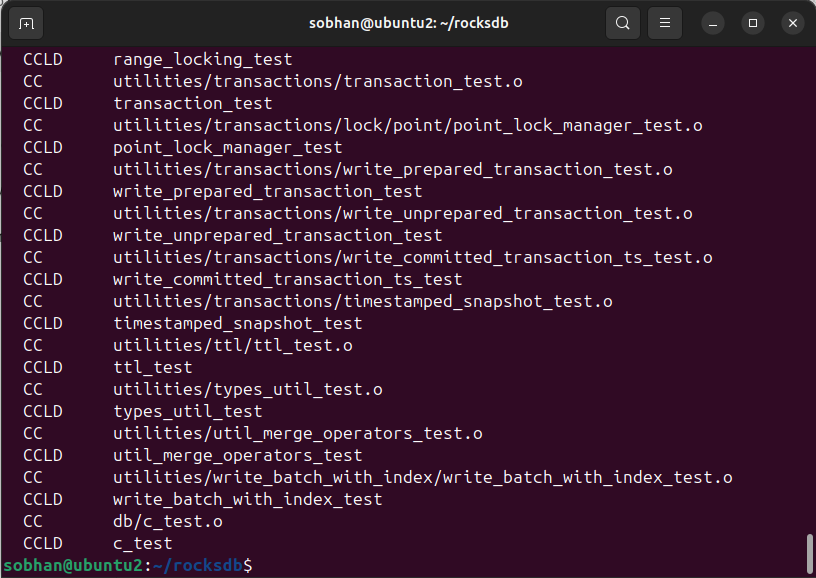 sobhan@ubuntu2: ~/rocksdb
CCLD range_locking_test
CC utilities/transactions/transaction_test.o
CCLD transaction_test
CC utilities/transactions/lock/point/point_lock_manager_test.o
CCLD point_lock_manager_test
CC utilities/transactions/write_prepared_transaction_test.o
CCLD write_prepared_transaction_test
CC utilities/transactions/write_unprepared_transaction_test.o
CCLD write_unprepared_transaction_test
CC utilities/transactions/write_committed_transaction_ts_test.o
CCLD write_committed_transaction_ts_test
CC utilities/transactions/timestamped_snapshot_test.o
CCLD timestamped_snapshot_test
CC utilities/ttl/ttl_test.o
CCLD ttl_test
CC utilities/types_util_test.o
CCLD types_util_test
CC utilities/util_merge_operators_test.o
CCLD util_merge_operators_test
CC utilities/write_batch_with_index/write_batch_with_index_test.o
CCLD write_batch_with_index_test
CC db/c_test.o
CCLD c_test
sobhan@ubuntu2:~/rocksdb$